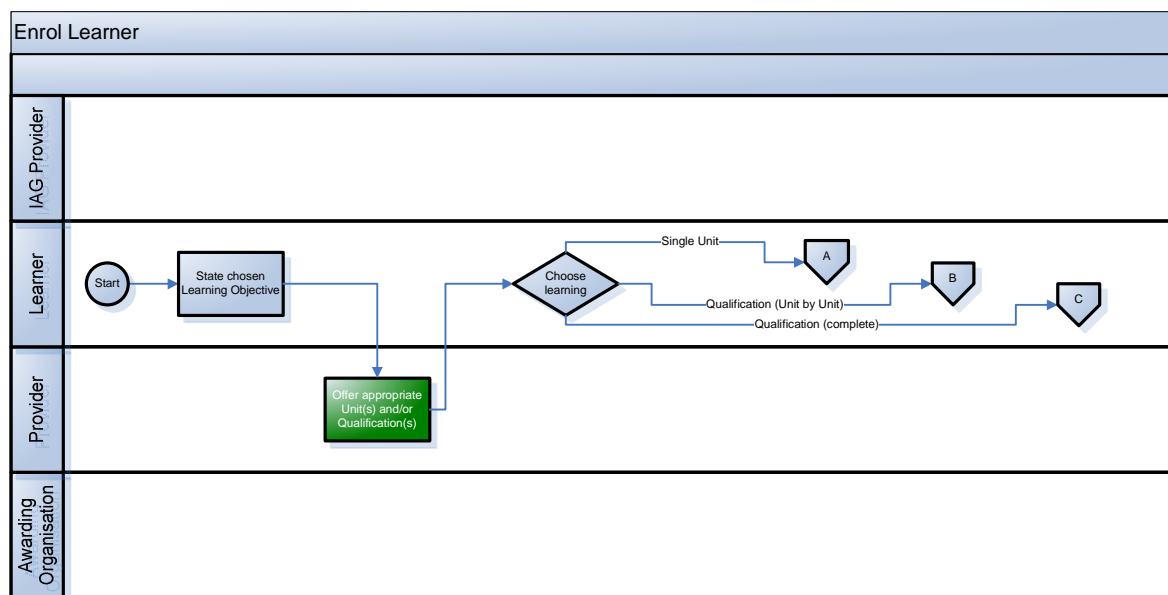 Enrol Learner
IAG Provider
Learner
Start
State chosen
Learning Objective
Choose
learning
Single Unit
A
Qualification (Unit by Unit)
B
Qualification (complete)
C
Provider
Offer appropriate
Unit(s) and/or
Qualification(s)
Awarding
Organisation